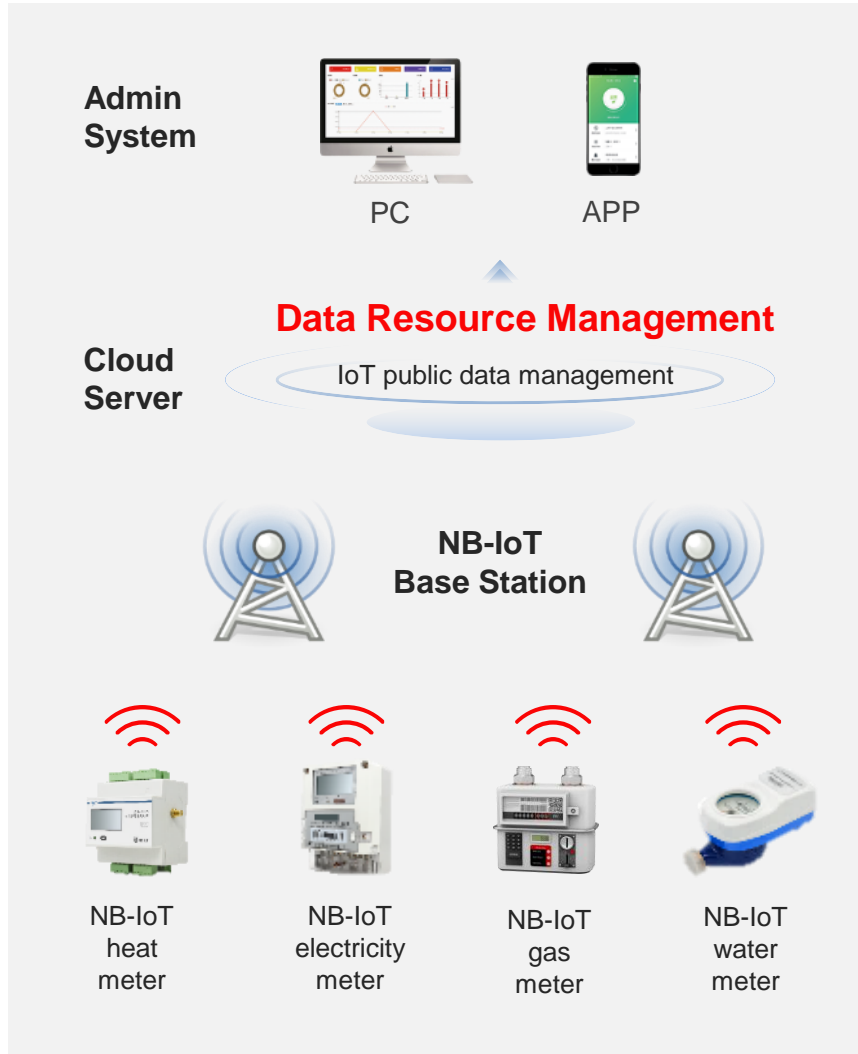 Admin
System
PC
APP
Data Resource Management
Cloud
Server
IoT public data management
NB-IoT
Base Station
NB-IoT
heat
meter
NB-IoT
electricity
meter
NB-IoT
gas
meter
NB-IoT
water
meter